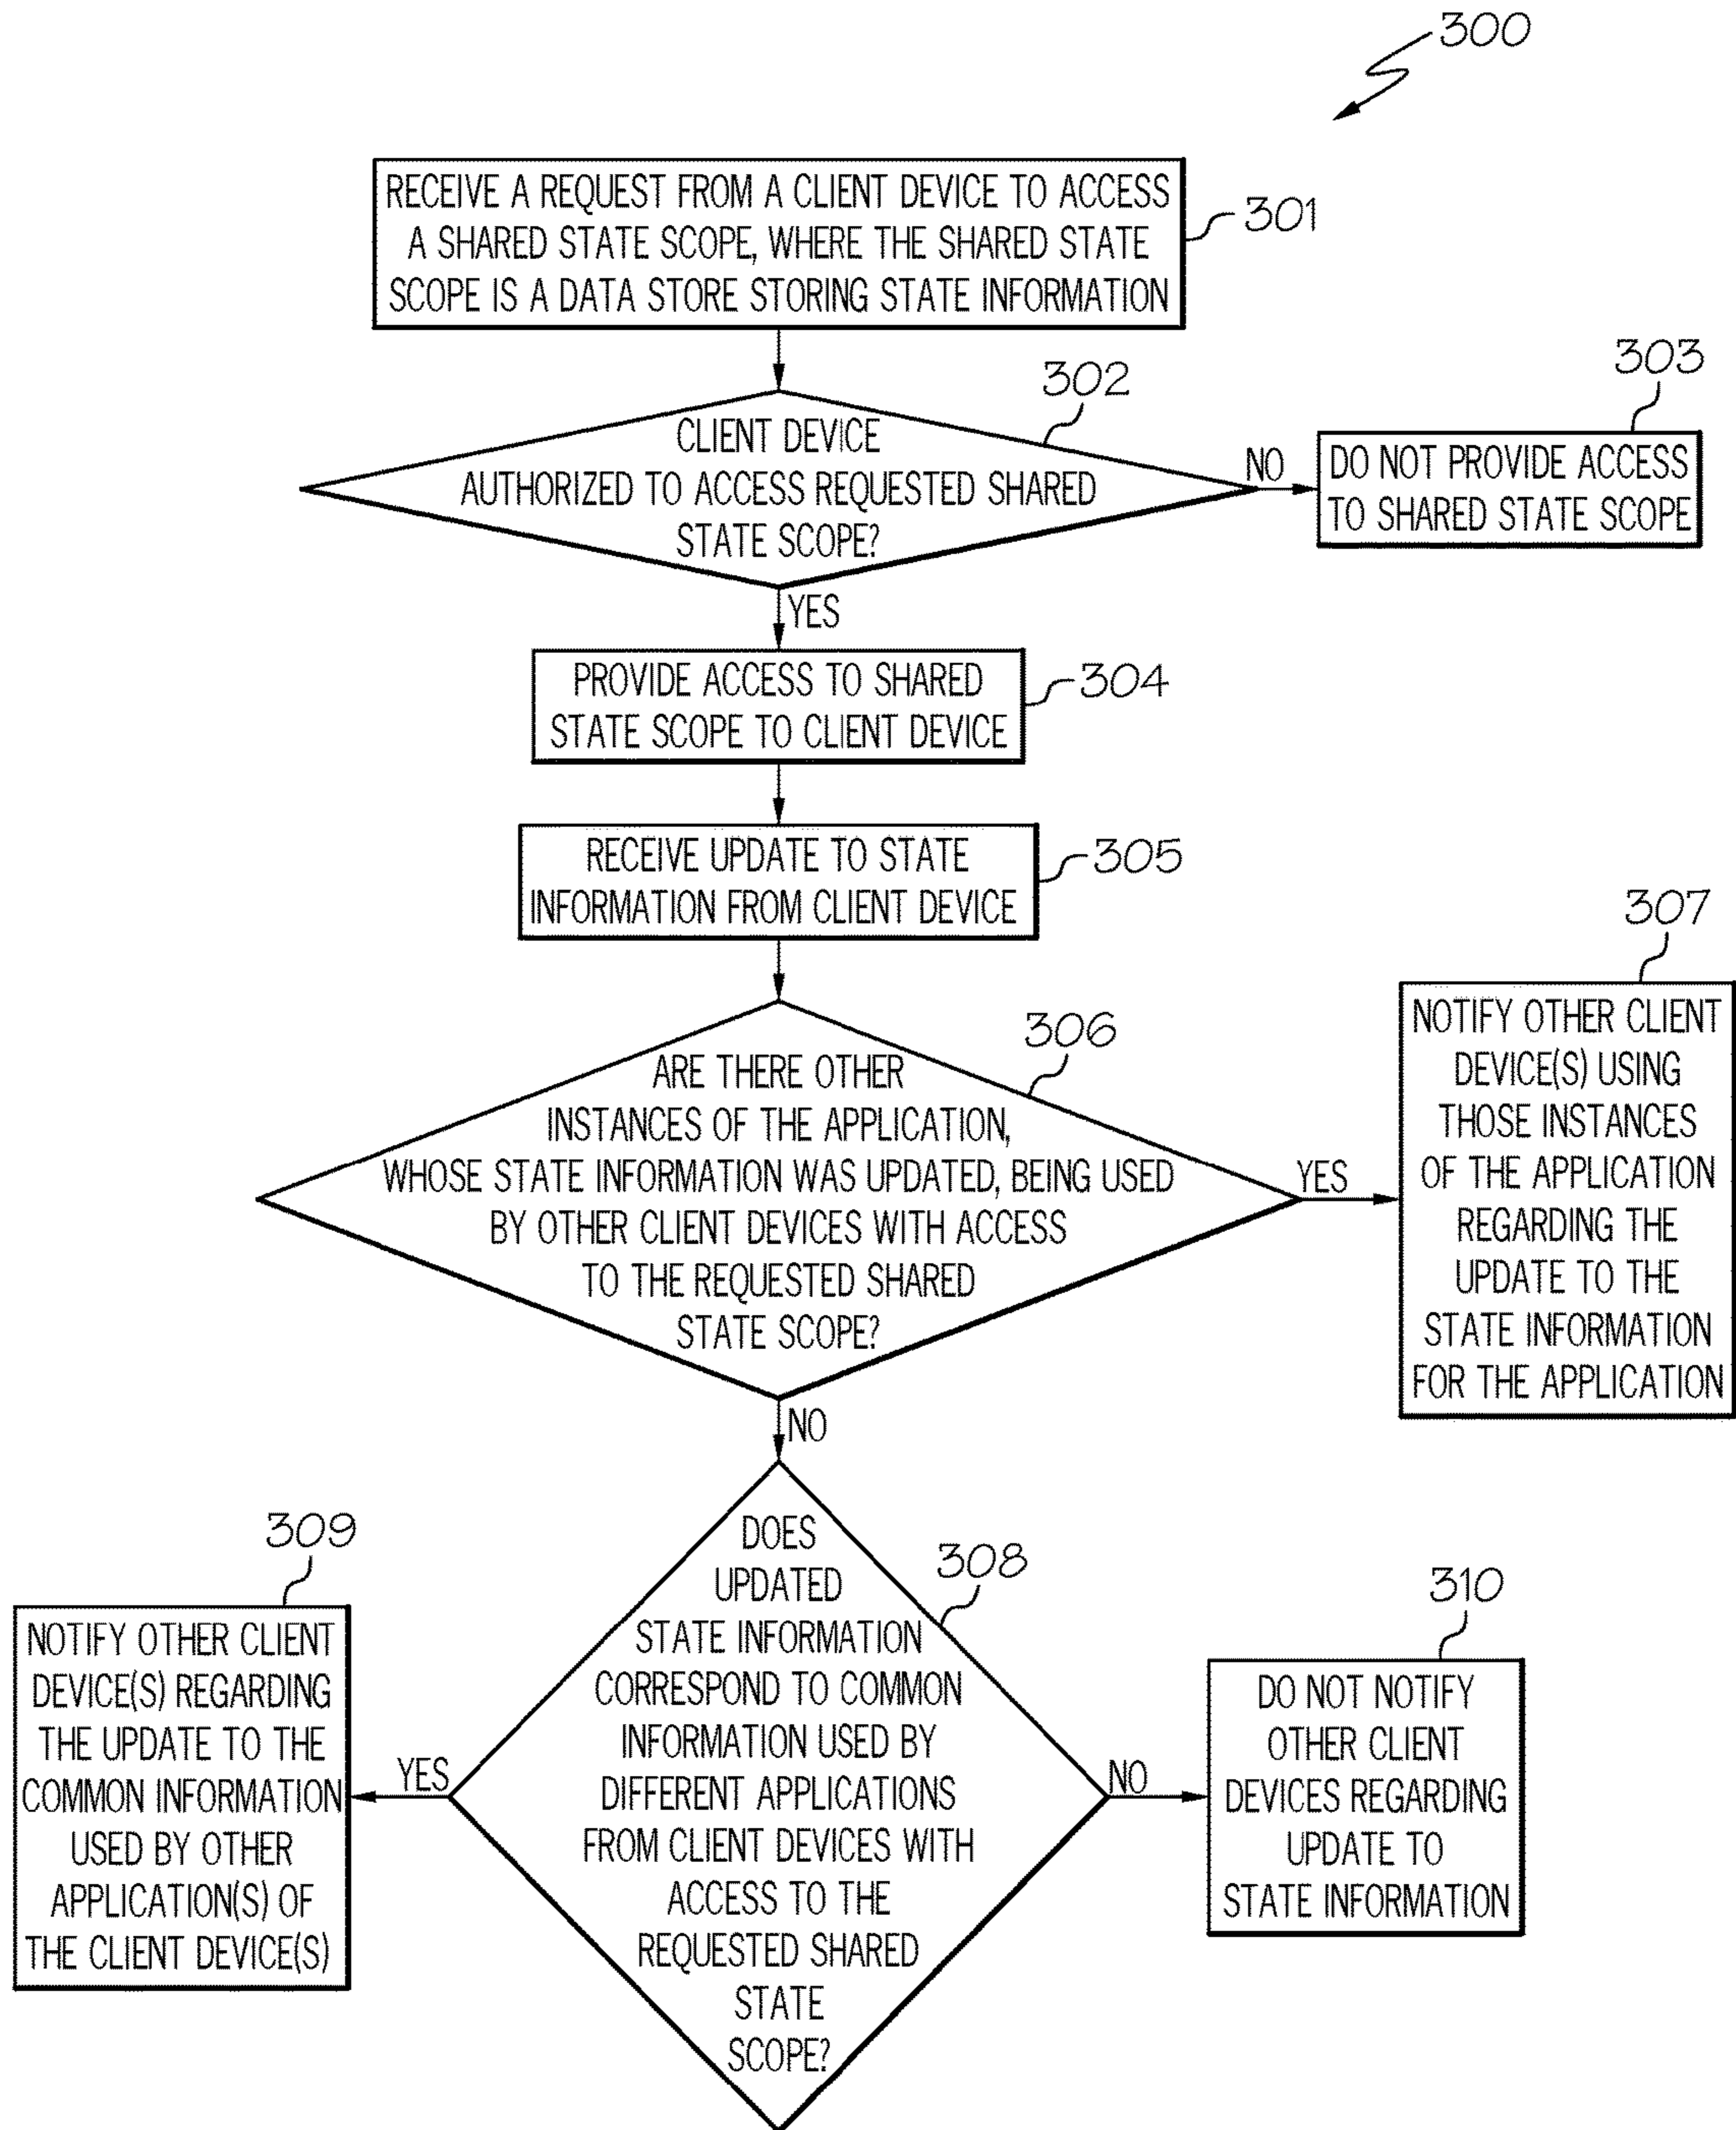 300
RECEIVE A REQUEST FROM A CLIENT DEVICE TO ACCESS
A SHARED STATE SCOPE, WHERE THE SHARED STATE
SCOPE IS A DATA STORE STORING STATE INFORMATION
301
302
CLIENT DEVICE
AUTHORIZED TO ACCESS REQUESTED SHARED
STATE SCOPE?
NO
303
DO NOT PROVIDE ACCESS
TO SHARED STATE SCOPE
YES
PROVIDE ACCESS TO SHARED
STATE SCOPE TO CLIENT DEVICE
304
RECEIVE UPDATE TO STATE
INFORMATION FROM CLIENT DEVICE
305
306
ARE THERE OTHER
INSTANCES OF THE APPLICATION,
WHOSE STATE INFORMATION WAS UPDATED, BEING USED
BY OTHER CLIENT DEVICES WITH ACCESS
TO THE REQUESTED SHARED
STATE SCOPE?
YES
307
NOTIFY OTHER CLIENT
DEVICE(S) USING
THOSE INSTANCES
OF THE APPLICATION
REGARDING THE
UPDATE TO THE
STATE INFORMATION
FOR THE APPLICATION
NO
308
DOES
UPDATED
STATE INFORMATION
CORRESPOND TO COMMON
INFORMATION USED BY
DIFFERENT APPLICATIONS
FROM CLIENT DEVICES WITH
ACCESS TO THE
REQUESTED SHARED
STATE
SCOPE?
YES
309
NOTIFY OTHER CLIENT
DEVICE(S) REGARDING
THE UPDATE TO THE
COMMON INFORMATION
USED BY OTHER
APPLICATION(S) OF
THE CLIENT DEVICE(S)
NO
310
DO NOT NOTIFY
OTHER CLIENT
DEVICES REGARDING
UPDATE TO
STATE INFORMATION